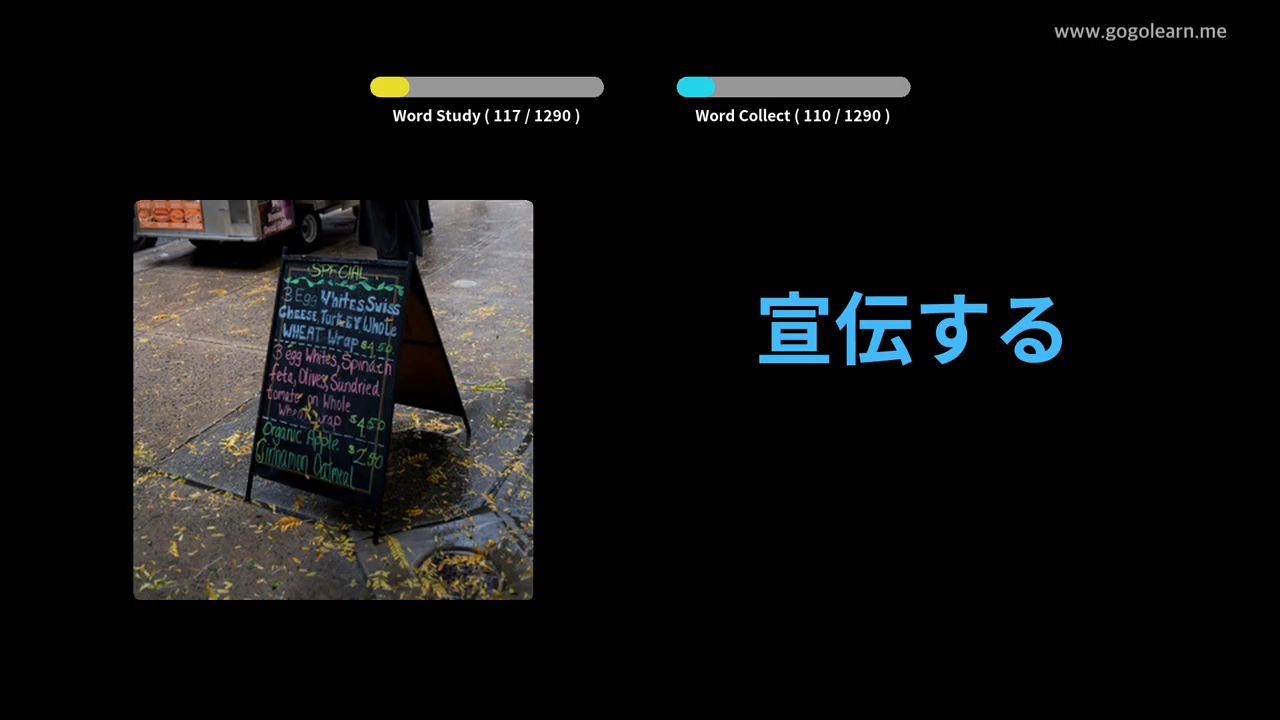 www.gogolearn.me
Word Study ( 117 / 1290 )
Word Collect ( 110 / 1290 )
宣伝する
SPECIAL
3 Egg Whites Swiss
Cheese, Turkey Whole
WHEAT Wrap $4.50
3 egg Whites, Spinach
feta, Olives, Sundried
tomato on Whole
Wheat Wrap $4.50
Organic Apple
Cinnamon Oatmeal $2.50